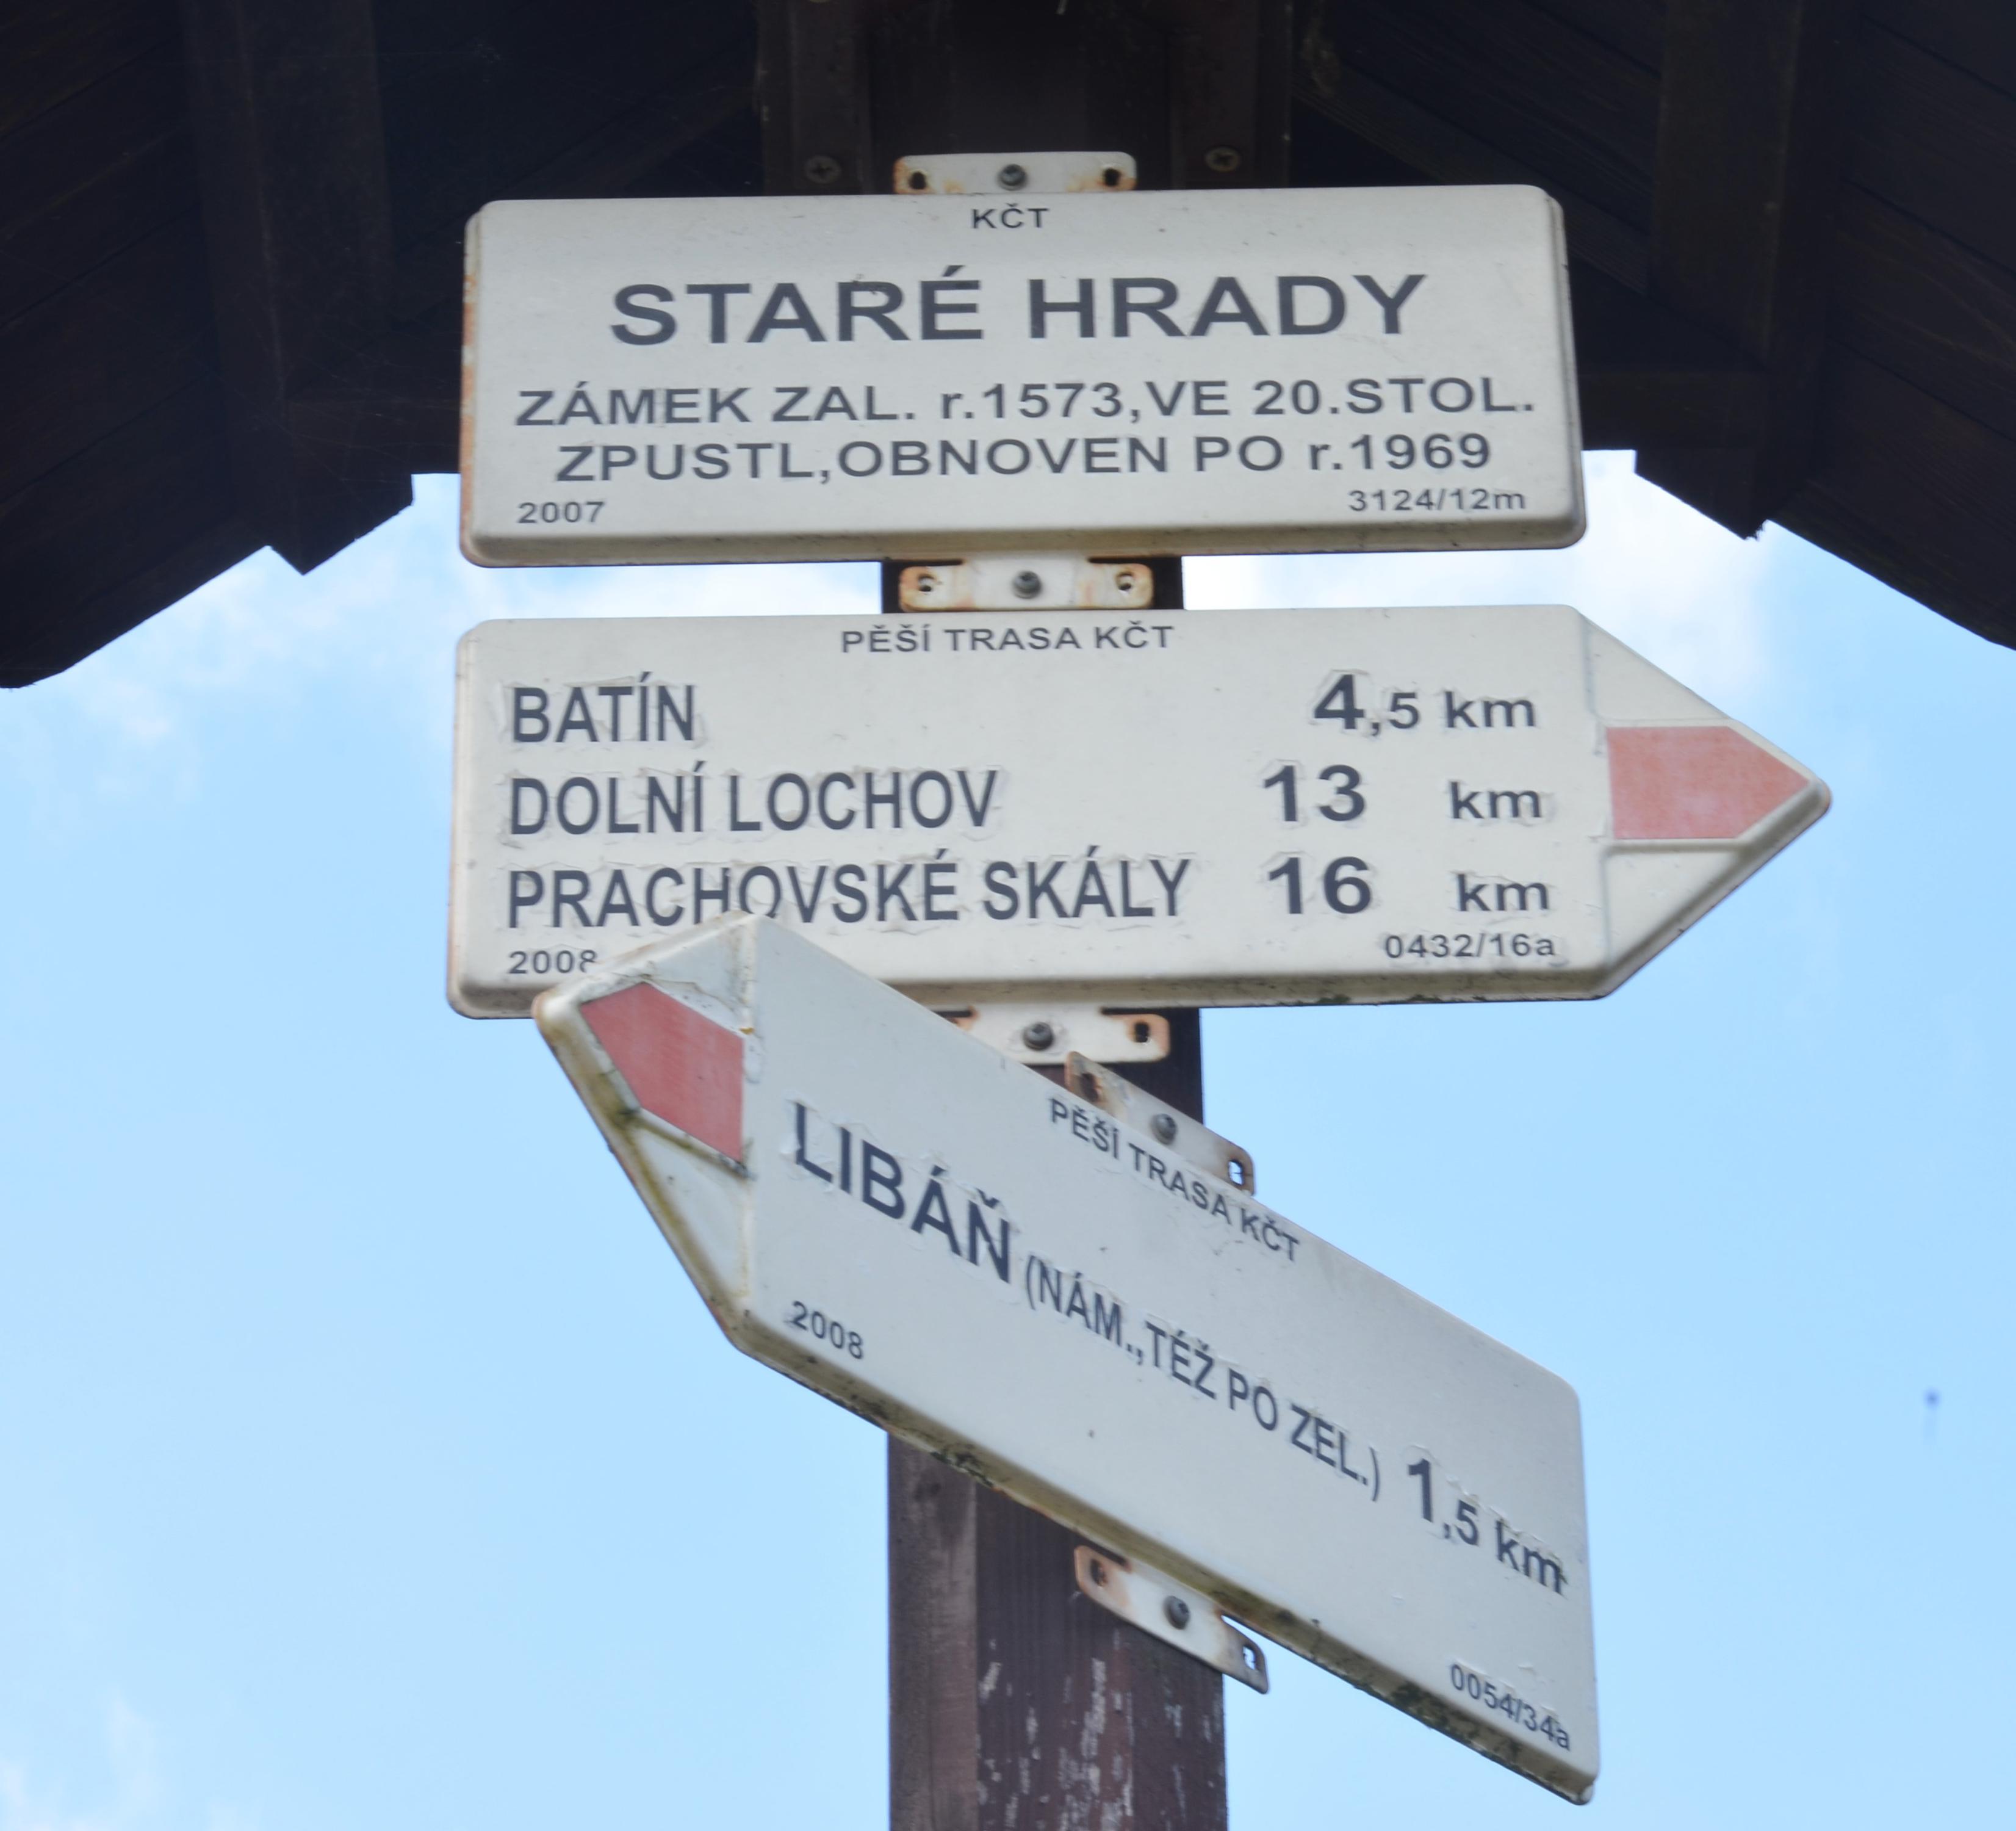 KČT
STARÉ HRADY
ZÁMEK ZAL. r.1573,VE 20.STOL.
ZPUSTL,OBNOVEN PO r.1969
2007 3124/12m
PĚŠÍ TRASA KČT
BATÍN 4,5 km
DOLNÍ LOCHOV 13 km
PRACHOVSKÉ SKÁLY 16 km
2008 0432/16a
PĚŠÍ TRASA KČT
LIBÁŇ (NÁM.,TÉŽ PO ZEL.) 1,5 km
2008 0054/34a